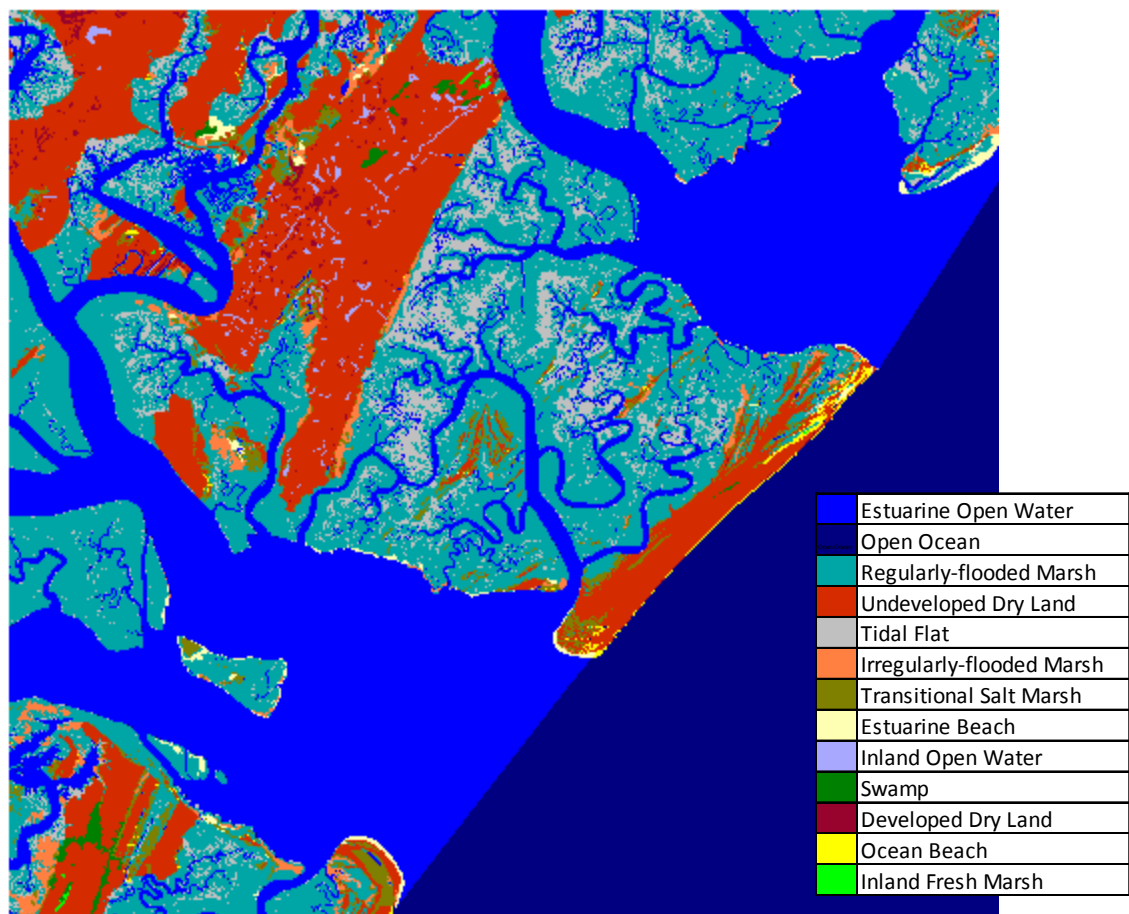 Estuarine Open Water
Open Ocean
Regularly-flooded Marsh
Undeveloped Dry Land
Tidal Flat
Irregularly-flooded Marsh
Transitional Salt Marsh
Estuarine Beach
Inland Open Water
Swamp
Developed Dry Land
Ocean Beach
Inland Fresh Marsh